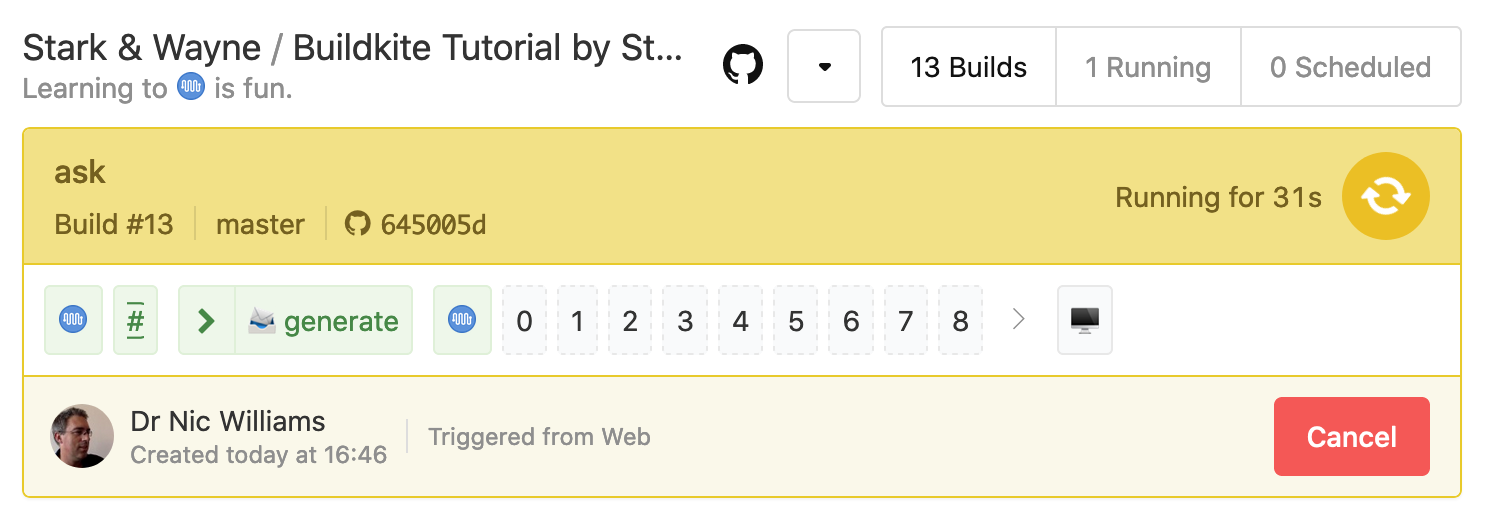 Stark & Wayne / Buildkite Tutorial by St...
Learning to is fun.
13 Builds
1 Running
0 Scheduled
ask
Build #13
master
645005d
Running for 31s
#
generate
0 1 2 3 4 5 6 7 8
Dr Nic Williams
Created today at 16:46
Triggered from Web
Cancel